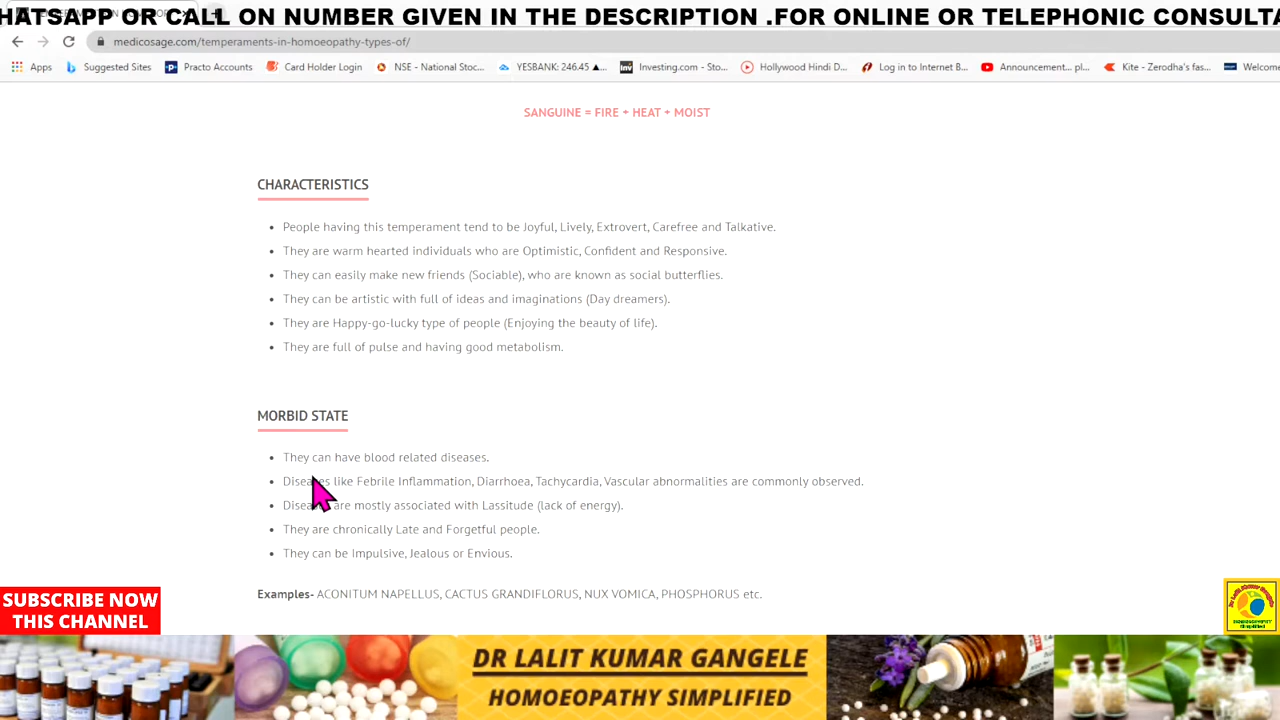 HATSAPP OR CALL ON NUMBER GIVEN IN THE DESCRIPTION .FOR ONLINE OR TELEPHONIC CONSULTA
medicosage.com/temperaments-in-homoeopathy-types-of/
Apps Suggested Sites Practo Accounts Card Holder Login NSE - National Stoc... YESBANK: 246.45 ▲... Investing.com - Sto... Hollywood Hindi D... Log in to Internet B... Announcement... pl... Kite - Zerodha's fas... Welcome
SANGUINE = FIRE + HEAT + MOIST
CHARACTERISTICS
• People having this temperament tend to be Joyful, Lively, Extrovert, Carefree and Talkative.
• They are warm hearted individuals who are Optimistic, Confident and Responsive.
• They can easily make new friends (Sociable), who are known as social butterflies.
• They can be artistic with full of ideas and imaginations (Day dreamers).
• They are Happy-go-lucky type of people (Enjoying the beauty of life).
• They are full of pulse and having good metabolism.
MORBID STATE
• They can have blood related diseases.
• Diseases like Febrile Inflammation, Diarrhoea, Tachycardia, Vascular abnormalities are commonly observed.
• Diseases are mostly associated with Lassitude (lack of energy).
• They are chronically Late and Forgetful people.
• They can be Impulsive, Jealous or Envious.
Examples- ACONITUM NAPELLUS, CACTUS GRANDIFLORUS, NUX VOMICA, PHOSPHORUS etc.
SUBSCRIBE NOW
THIS CHANNEL
DR LALIT KUMAR GANGELE
HOMOEOPATHY SIMPLIFIED